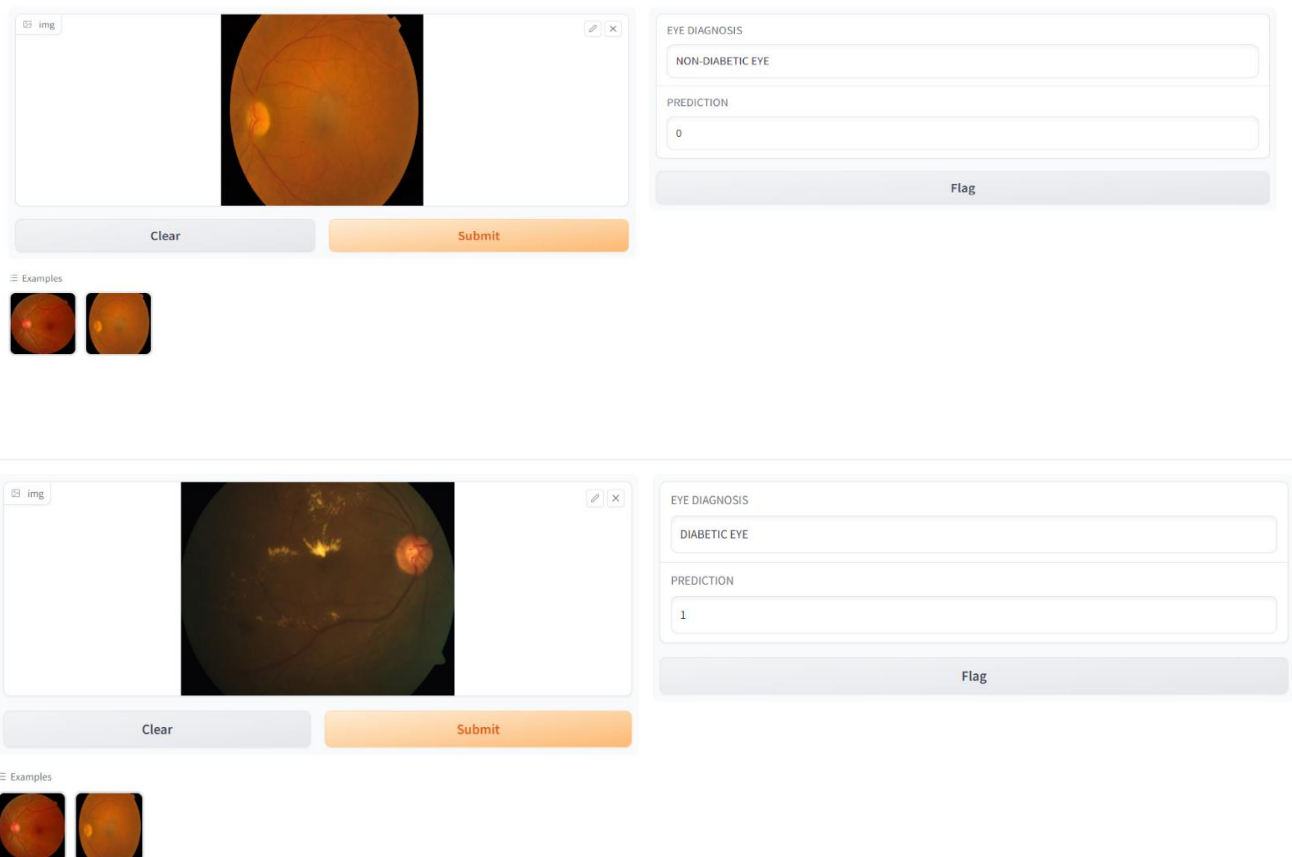 img
EYE DIAGNOSIS
NON-DIABETIC EYE
PREDICTION
0
Flag
Clear
Submit
Examples
img
EYE DIAGNOSIS
DIABETIC EYE
PREDICTION
1
Flag
Clear
Submit
Examples